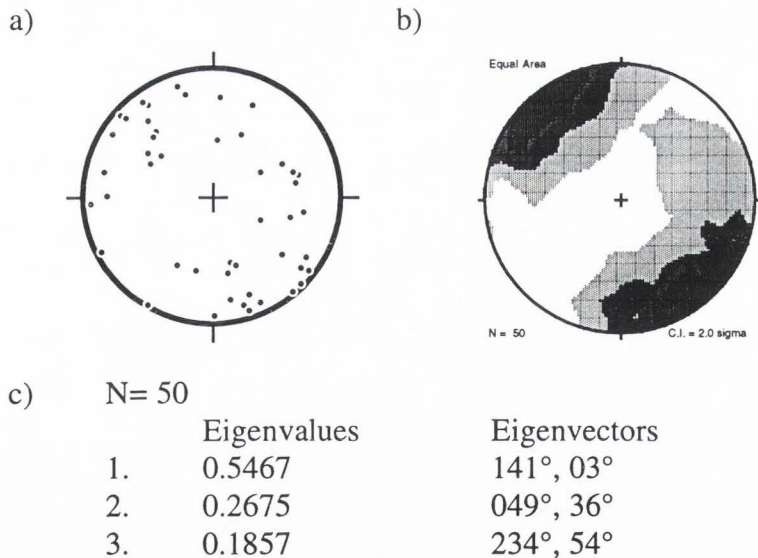 a)
b)
Equal Area
N = 50
C.I. = 2.0 sigma
c) N= 50
Eigenvalues Eigenvectors
1. 0.5467 141°, 03°
2. 0.2675 049°, 36°
3. 0.1857 234°, 54°